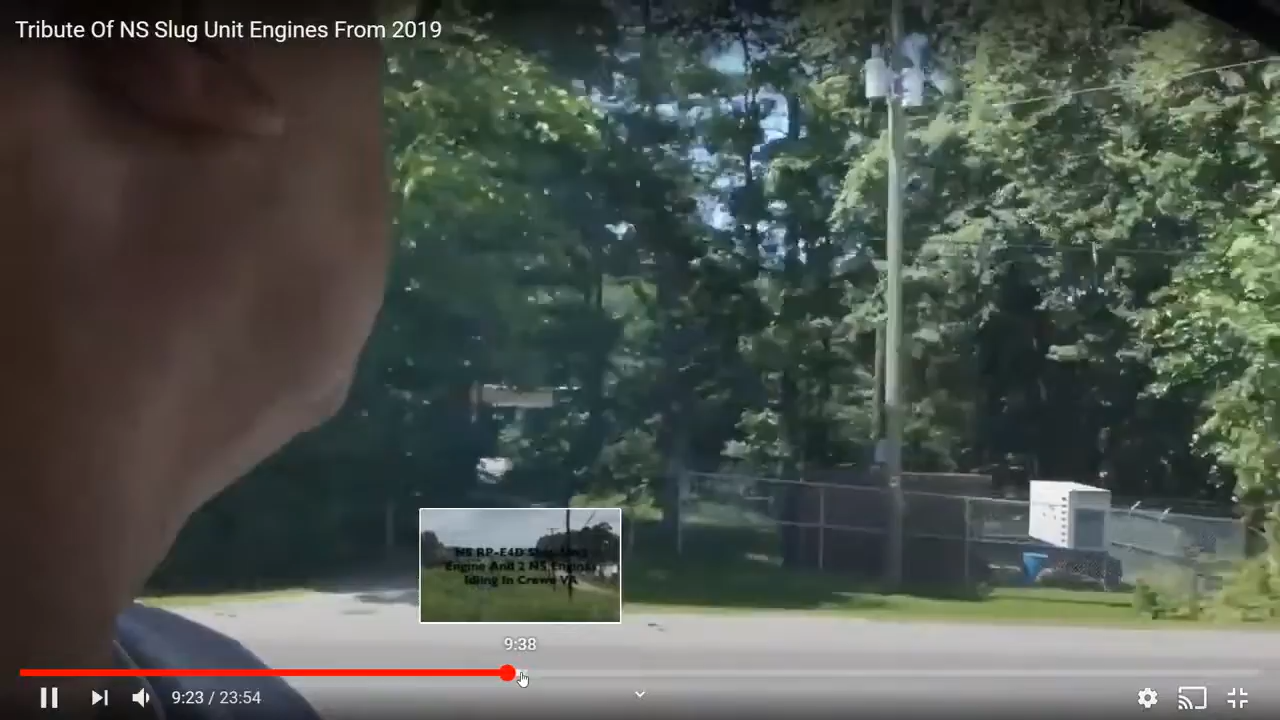 Tribute Of NS Slug Unit Engines From 2019
NS RP-E4D Slug Unit
Engine And 2 NS Engines
Idling In Crewe VA
9:38
9:23 / 23:54